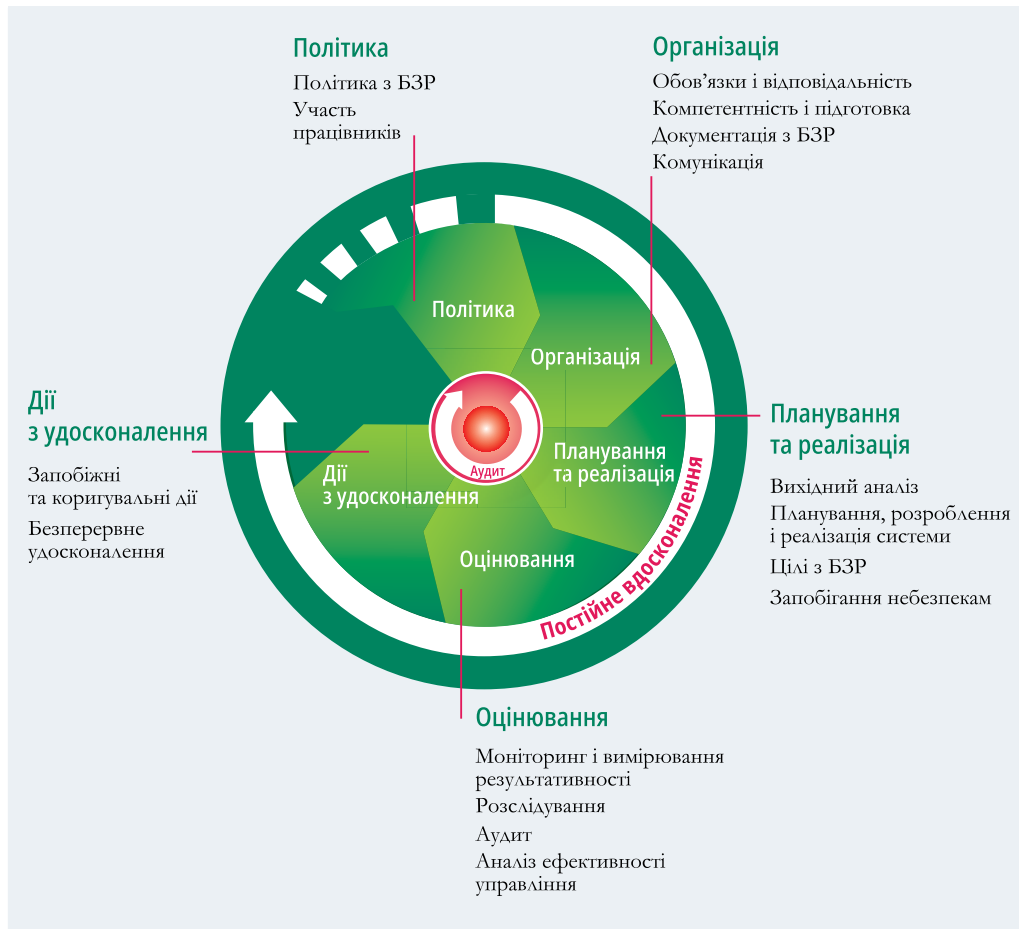 Політика
Політика з БЗР
Участь
працівників
Організація
Обов’язки і відповідальність
Компетентність і підготовка
Документація з БЗР
Комунікація
Політика
Організація
Планування
та реалізація
Оцінювання
Дії
з удосконалення
Аудит
Постійне вдосконалення
Дії
з удосконалення
Запобіжні
та коригувальні дії
Безперервне
удосконалення
Планування
та реалізація
Вихідний аналіз
Планування, розроблення
і реалізація системи
Цілі з БЗР
Запобігання небезпекам
Оцінювання
Моніторинг і вимірювання
результативності
Розслідування
Аудит
Аналіз ефективності
управління